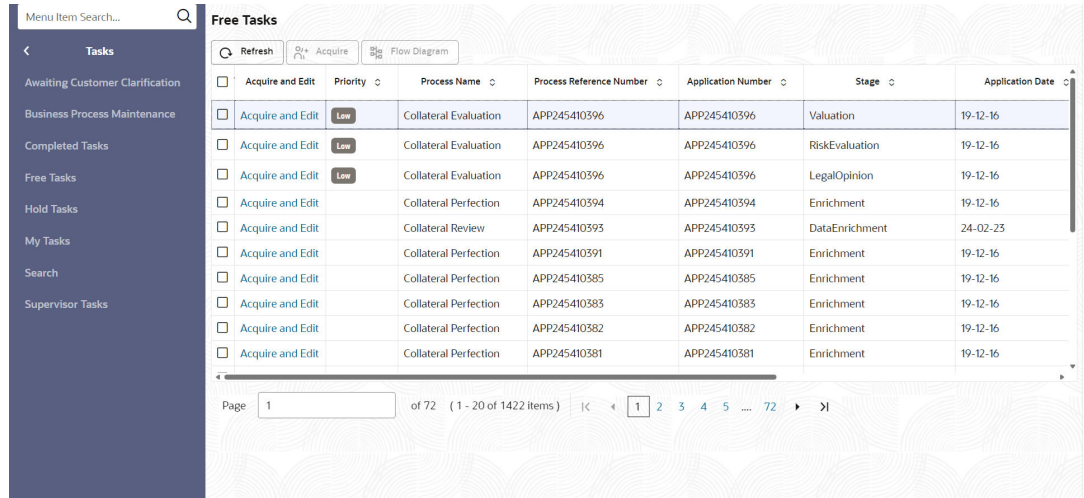 Menu Item Search...
Tasks
Awaiting Customer Clarification
Business Process Maintenance
Completed Tasks
Free Tasks
Hold Tasks
My Tasks
Search
Supervisor Tasks
Free Tasks
Refresh Acquire Flow Diagram
Acquire and Edit Priority Process Name Process Reference Number Application Number Stage Application Date
Acquire and Edit Low Collateral Evaluation APP245410396 APP245410396 Valuation 19-12-16
Acquire and Edit Low Collateral Evaluation APP245410396 APP245410396 RiskEvaluation 19-12-16
Acquire and Edit Low Collateral Evaluation APP245410396 APP245410396 LegalOpinion 19-12-16
Acquire and Edit Collateral Perfection APP245410394 APP245410394 Enrichment 19-12-16
Acquire and Edit Collateral Review APP245410393 APP245410393 DataEnrichment 24-02-23
Acquire and Edit Collateral Perfection APP245410391 APP245410391 Enrichment 19-12-16
Acquire and Edit Collateral Perfection APP245410385 APP245410385 Enrichment 19-12-16
Acquire and Edit Collateral Perfection APP245410383 APP245410383 Enrichment 19-12-16
Acquire and Edit Collateral Perfection APP245410382 APP245410382 Enrichment 19-12-16
Acquire and Edit Collateral Perfection APP245410381 APP245410381 Enrichment 19-12-16
Page 1 of 72 (1 - 20 of 1422 items) 1 2 3 4 5 .... 72